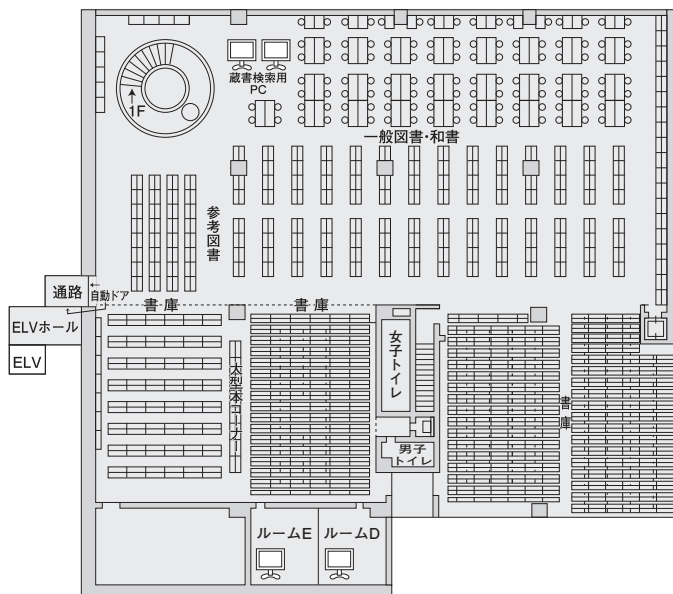 蔵書検索用
PC
1F
一般図書・和書
参考図書
通路
自動ドア
ELVホール
ELV
書庫
書庫
大型本コーナー
女子トイレ
男子
トイレ
書庫
ルームE
ルームD